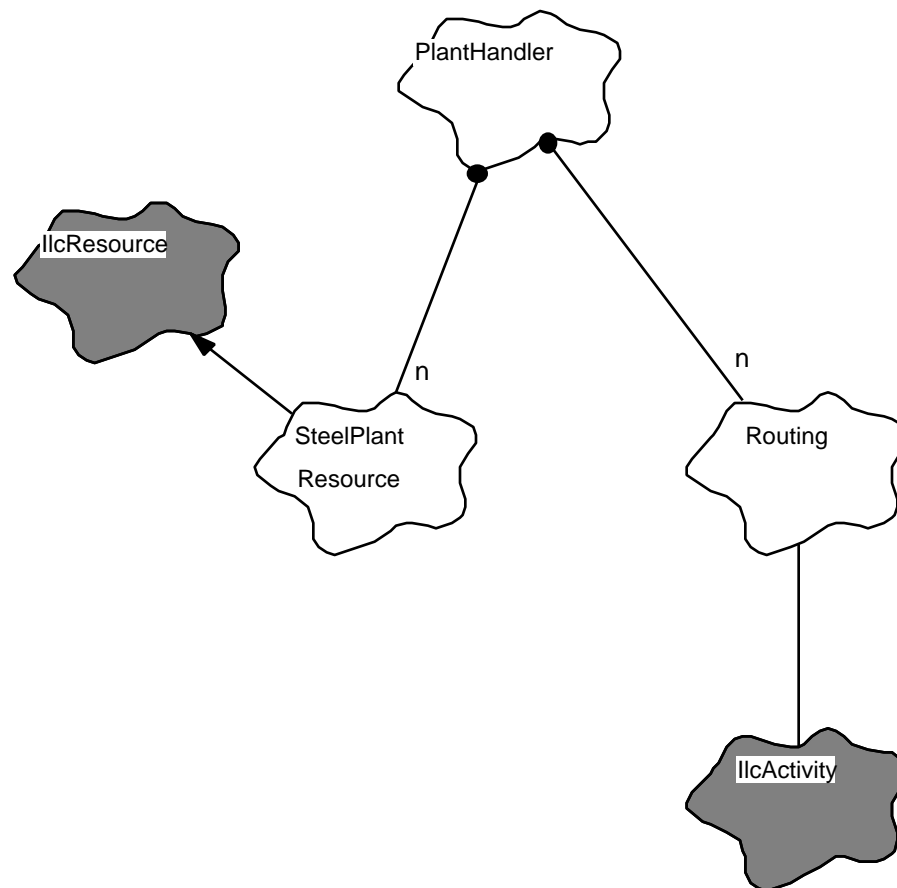 PlantHandler
IlcResource
n
n
SteelPlant
Resource
Routing
IlcActivity